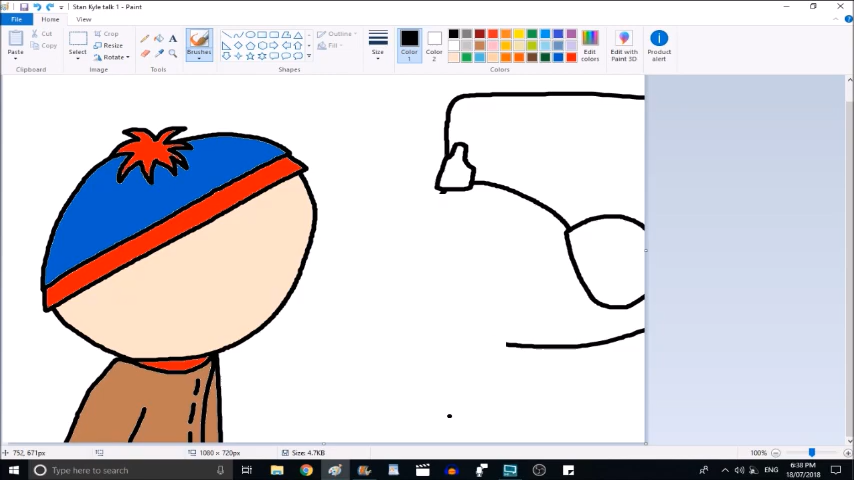 Stan Kyle talk 1 - Paint
File Home View
Paste
Cut
Copy
Clipboard
Select
Crop
Resize
Rotate
Image
A
Tools
Brushes
Shapes
Outline
Fill
Size
Color
1
Color
2
Colors
Edit
colors
Edit with
Paint 3D
Product
alert
752, 671px
1080 × 720px
Size: 4.7KB
100%
Type here to search
ENG
6:38 PM
18/07/2018